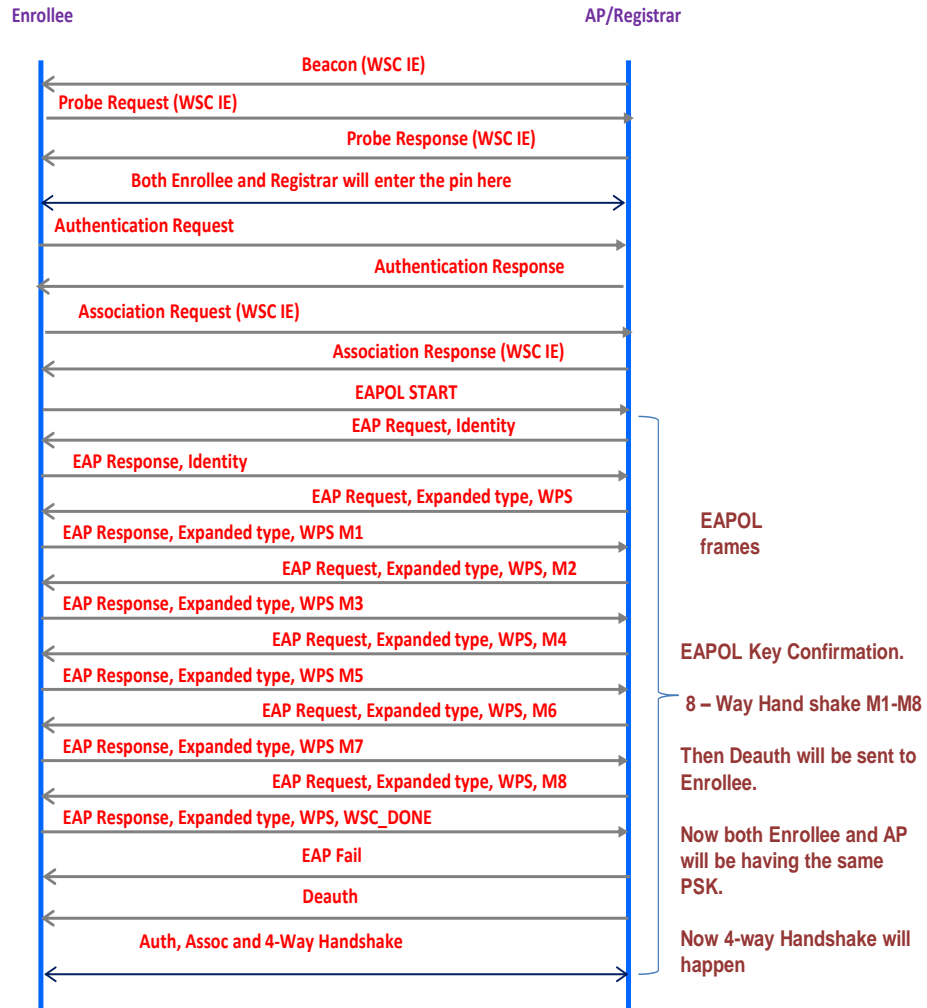 Enrollee
AP/Registrar
Beacon (WSC IE)
Probe Request (WSC IE)
Probe Response (WSC IE)
Both Enrollee and Registrar will enter the pin here
Authentication Request
Authentication Response
Association Request (WSC IE)
Association Response (WSC IE)
EAPOL START
EAP Request, Identity
EAP Response, Identity
EAP Request, Expanded type, WPS
EAP Response, Expanded type, WPS M1
EAP Request, Expanded type, WPS, M2
EAP Response, Expanded type, WPS M3
EAP Request, Expanded type, WPS, M4
EAP Response, Expanded type, WPS M5
EAP Request, Expanded type, WPS, M6
EAP Response, Expanded type, WPS M7
EAP Request, Expanded type, WPS, M8
EAP Response, Expanded type, WPS, WSC_DONE
EAP Fail
Deauth
Auth, Assoc and 4-Way Handshake
EAPOL
frames
EAPOL Key Confirmation.
8 – Way Hand shake M1-M8
Then Deauth will be sent to
Enrollee.
Now both Enrollee and AP
will be having the same
PSK.
Now 4-way Handshake will
happen